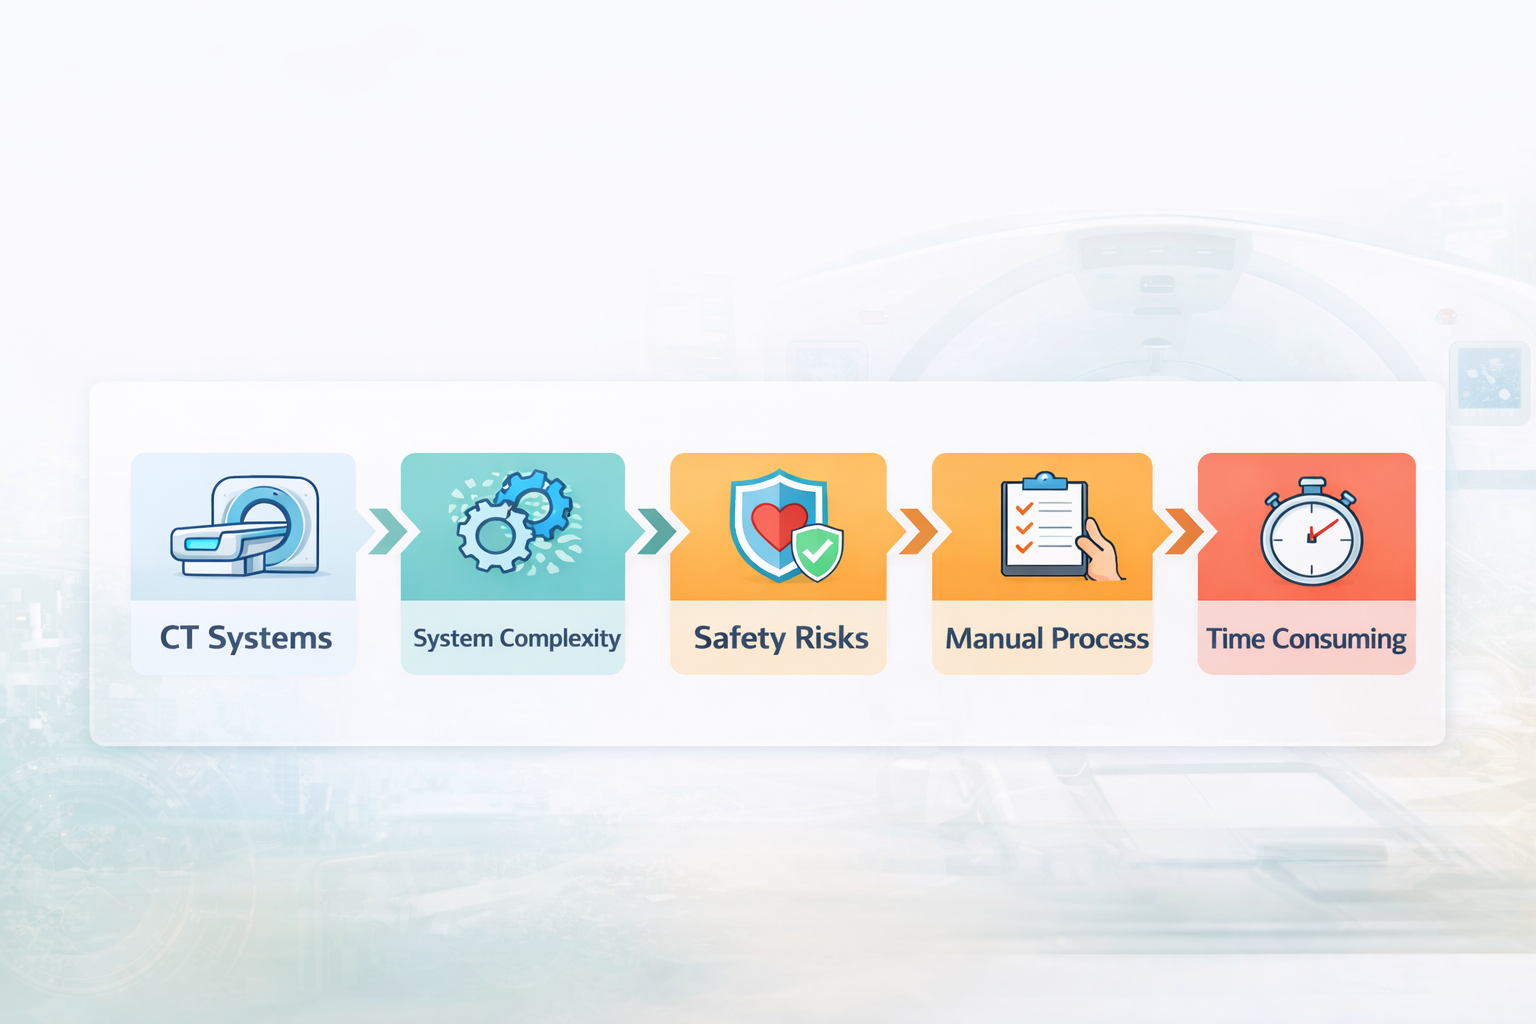 CT Systems
System Complexity
Safety Risks
Manual Process
Time Consuming